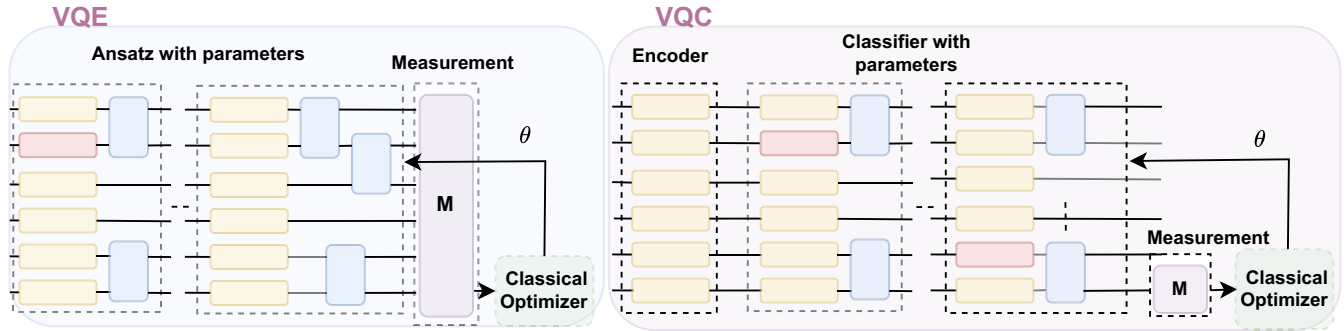 VQE
Ansatz with parameters
Measurement
θ
M
Classical
Optimizer
VQC
Encoder
Classifier with
parameters
θ
Measurement
M
Classical
Optimizer